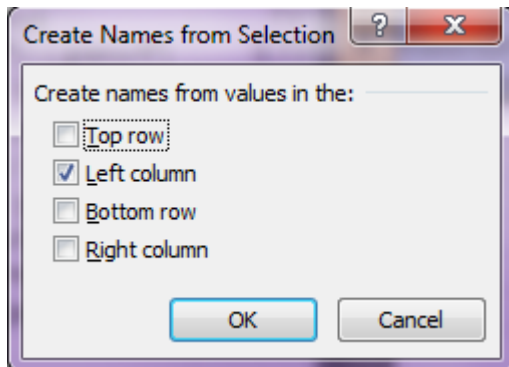 Create Names from Selection
Create names from values in the:
Top row
Left column
Bottom row
Right column
OK Cancel